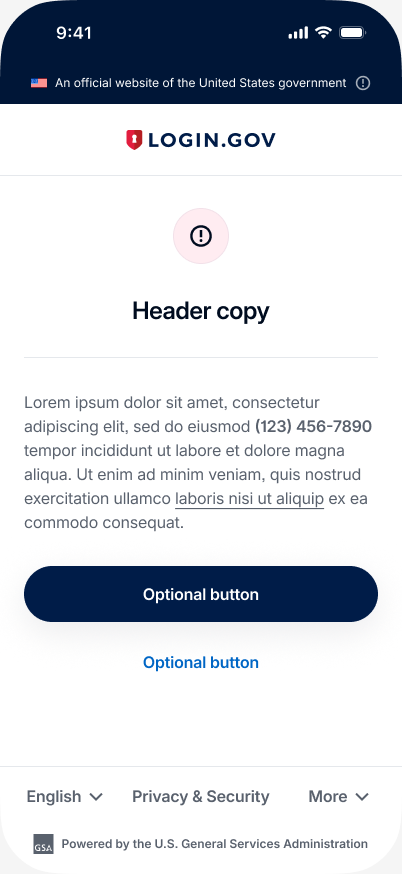 9:41
An official website of the United States government
LOGIN.GOV
Header copy
Lorem ipsum dolor sit amet, consectetur
adipiscing elit, sed do eiusmod (123) 456-7890
tempor incididunt ut labore et dolore magna
aliqua. Ut enim ad minim veniam, quis nostrud
exercitation ullamco laboris nisi ut aliquip ex ea
commodo consequat.
Optional button
Optional button
English Privacy & Security More
GSA Powered by the U.S. General Services Administration